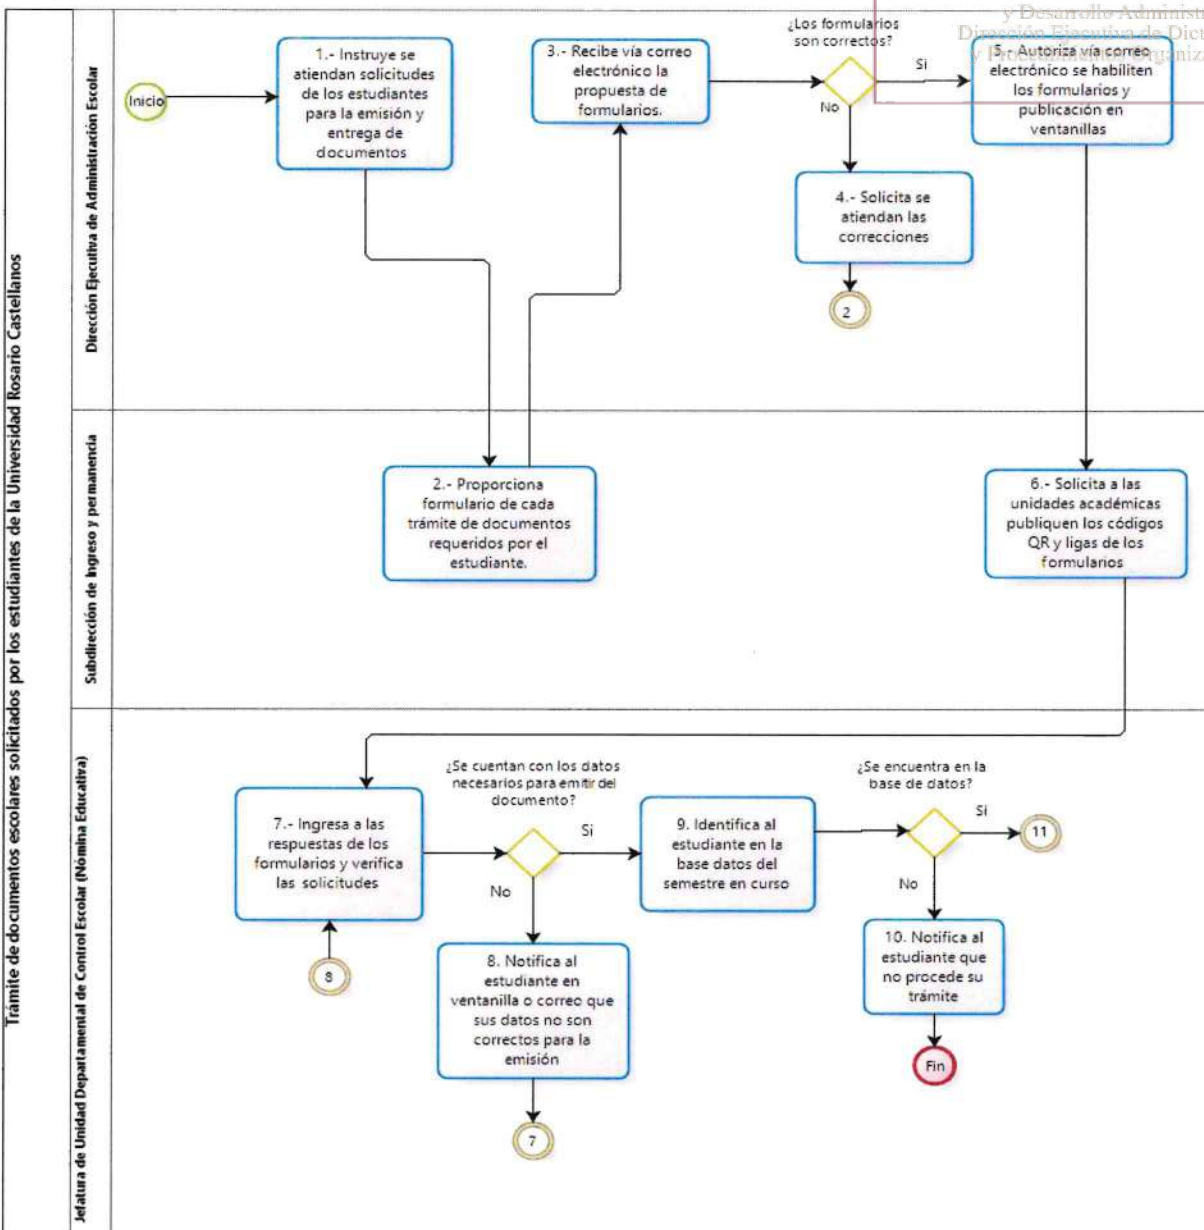 Trámite de documentos escolares solicitados por los estudiantes de la Universidad Rosario Castellanos
Dirección Ejecutiva de Administración Escolar
Inicio
1.- Instruye se
atiendan solicitudes
de los estudiantes
para la emisión y
entrega de
documentos
3.- Recibe vía correo
electrónico la
propuesta de
formularios.
¿Los formularios
son correctos?
Si
No
y Desarrollo Administ
Dirección Ejecutiva de Dict
5.- Autoriza vía correo
electrónico se habiliten
los formularios y
publicación en
ventanillas
4.- Solicita se
atiendan las
correcciones
2
Subdirección de Ingreso y permanencia
2.- Proporciona
formulario de cada
trámite de documentos
requeridos por el
estudiante.
6.- Solicita a las
unidades académicas
publiquen los códigos
QR y ligas de los
formularios
Jefatura de Unidad Departamental de Control Escolar (Nómina Educativa)
7.- Ingresa a las
respuestas de los
formularios y verifica
las solicitudes
8
¿Se cuentan con los datos
necesarios para emitir del
documento?
Si
No
8. Notifica al
estudiante en
ventanilla o correo que
sus datos no son
correctos para la
emisión
7
9. Identifica al
estudiante en la
base datos del
semestre en curso
¿Se encuentra en la
base de datos?
Si
11
No
10. Notifica al
estudiante que
no procede su
trámite
Fin